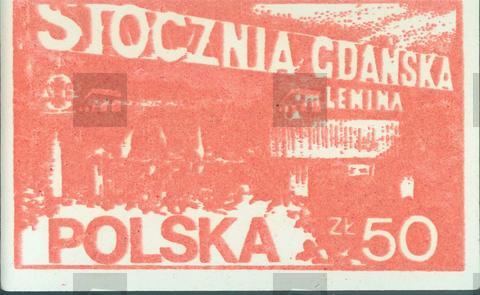 STOCZNIA GDAŃSKA
LENINA
POLSKA ZŁ 50